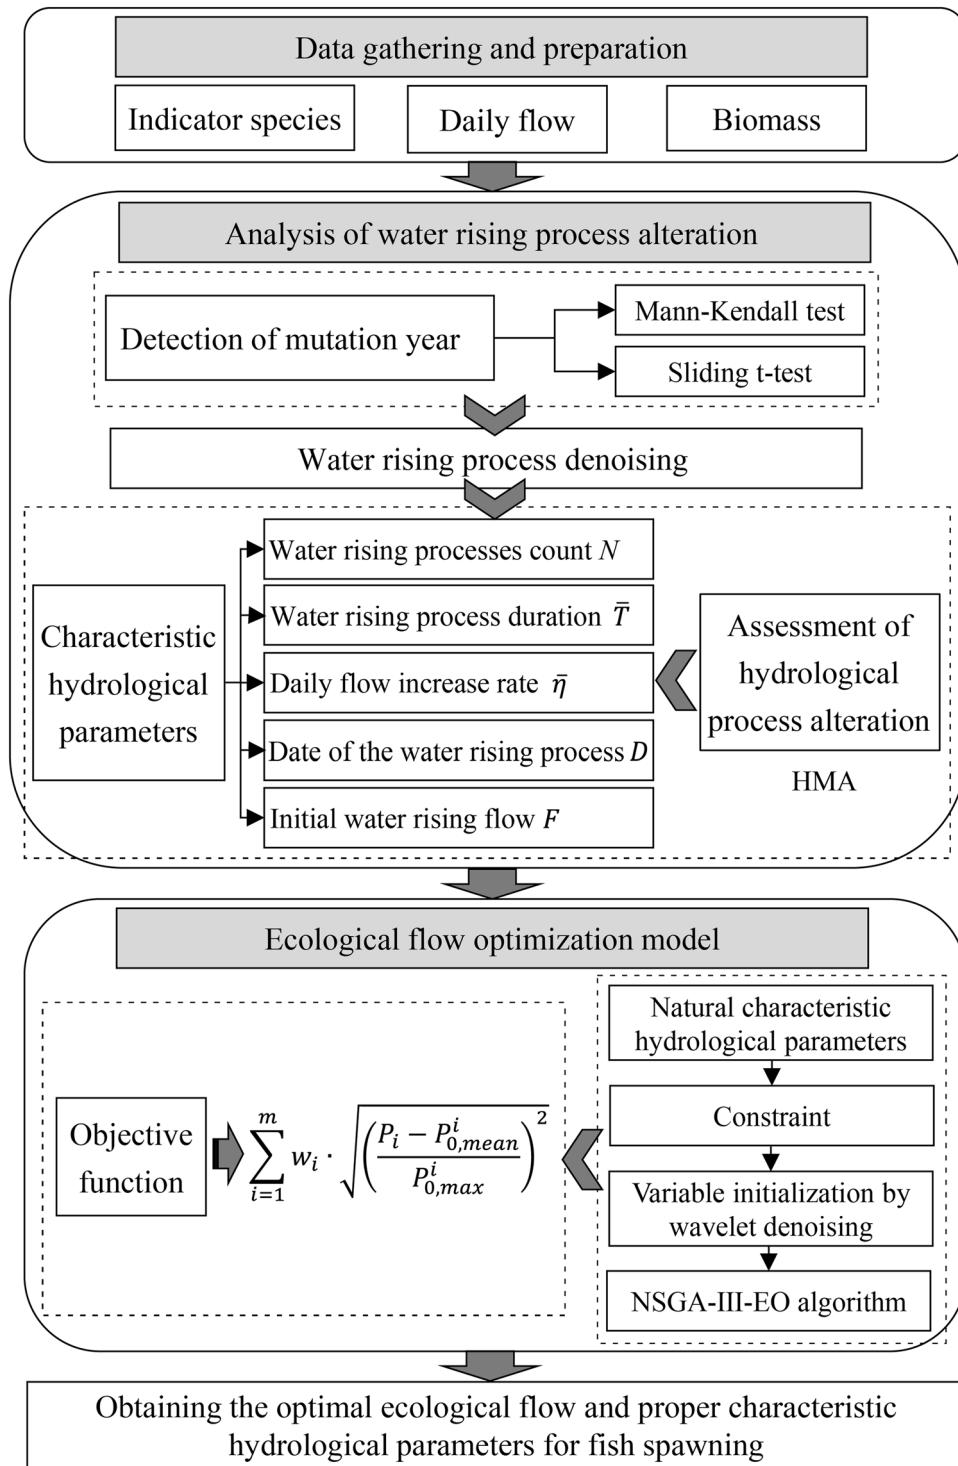 Data gathering and preparation
Indicator species
Daily flow
Biomass
Analysis of water rising process alteration
Detection of mutation year
Mann-Kendall test
Sliding t-test
Water rising process denoising
Characteristic
hydrological
parameters
Water rising processes count N
Water rising process duration T̄
Daily flow increase rate η̄
Date of the water rising process D
Initial water rising flow F
Assessment of
hydrological
process alteration
HMA
Ecological flow optimization model
Objective
function
∑_{i=1}^{m} w_i · √(((P_i − P^i_{0,mean}) / P^i_{0,max})^2)
Natural characteristic
hydrological parameters
Constraint
Variable initialization by
wavelet denoising
NSGA-III-EO algorithm
Obtaining the optimal ecological flow and proper characteristic
hydrological parameters for fish spawning